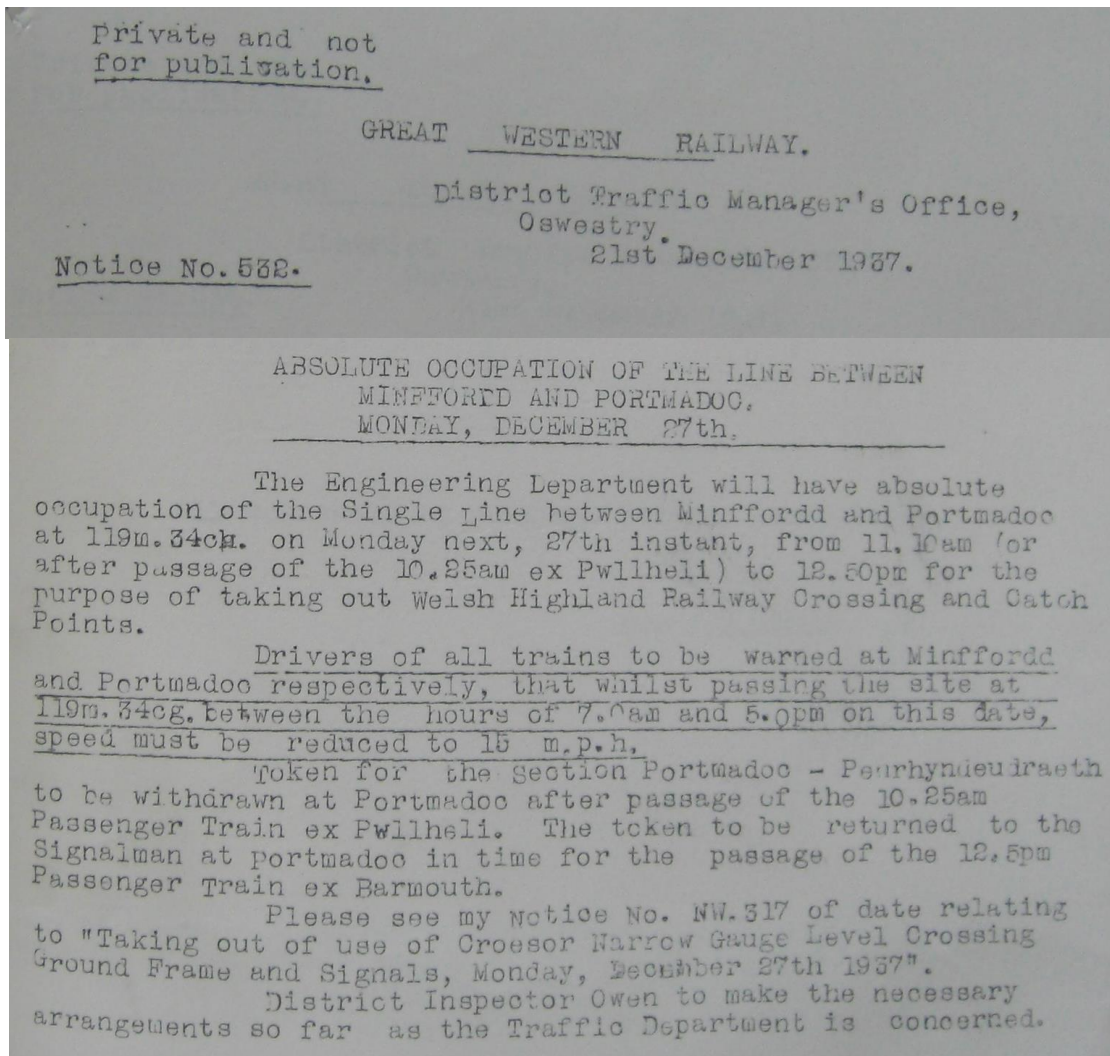 Private and not
for publication.
GREAT WESTERN RAILWAY.
District Traffic Manager's Office,
Oswestry.
21st December 1937.
Notice No. 532.
ABSOLUTE OCCUPATION OF THE LINE BETWEEN
MINFFORDD AND PORTMADOC.
MONDAY, DECEMBER 27th.
The Engineering Department will have absolute
occupation of the Single Line between Minffordd and Portmadoc
at 119m.34ch. on Monday next, 27th instant, from 11.10am (or
after passage of the 10.25am ex Pwllheli) to 12.50pm for the
purpose of taking out Welsh Highland Railway Crossing and Catch
Points.
Drivers of all trains to be warned at Minffordd
and Portmadoc respectively, that whilst passing the site at
119m.34cg. between the hours of 7.0am and 5.0pm on this date,
speed must be reduced to 15 m.p.h.
Token for the Section Portmadoc - Penrhyndeudraeth
to be withdrawn at Portmadoc after passage of the 10.25am
Passenger Train ex Pwllheli. The token to be returned to the
Signalman at Portmadoc in time for the passage of the 12.5pm
Passenger Train ex Barmouth.
Please see my Notice No. NW.317 of date relating
to "Taking out of use of Croesor Narrow Gauge Level Crossing
Ground Frame and Signals, Monday, December 27th 1937".
District Inspector Owen to make the necessary
arrangements so far as the Traffic Department is concerned.